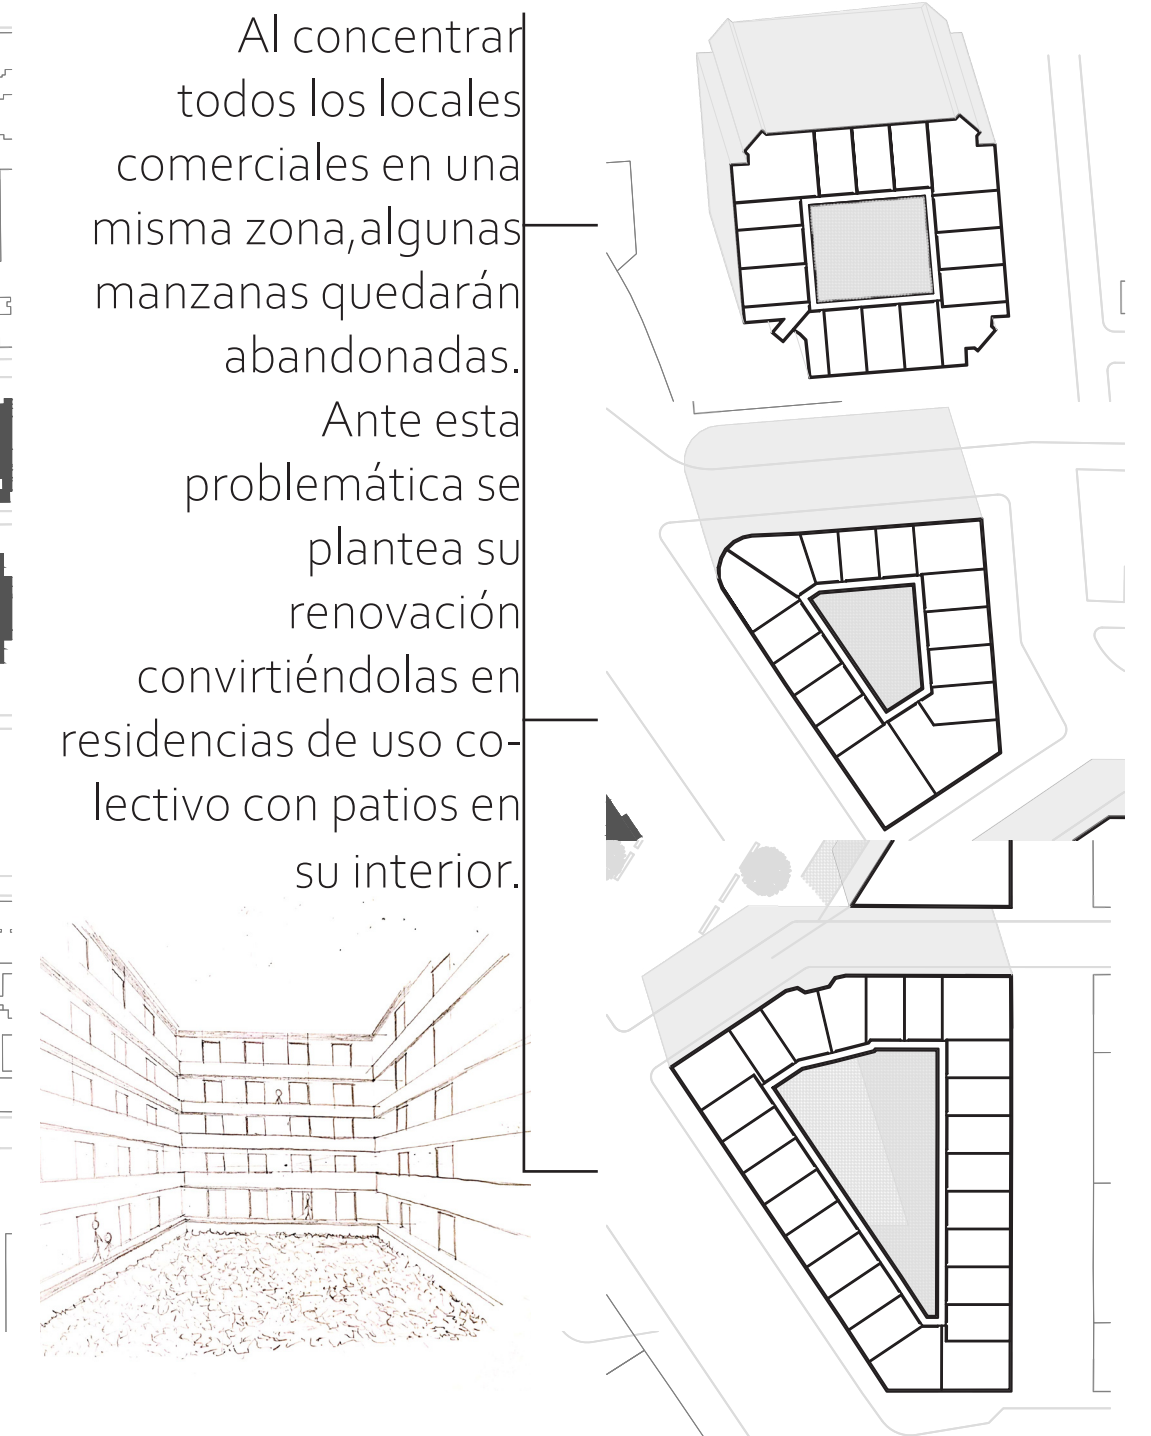 Al concentrar
todos los locales
comerciales en una
misma zona,algunas
manzanas quedarán
abandonadas.
Ante esta
problemática se
plantea su
renovación
convirtiéndolas en
residencias de uso co-
lectivo con patios en
su interior.